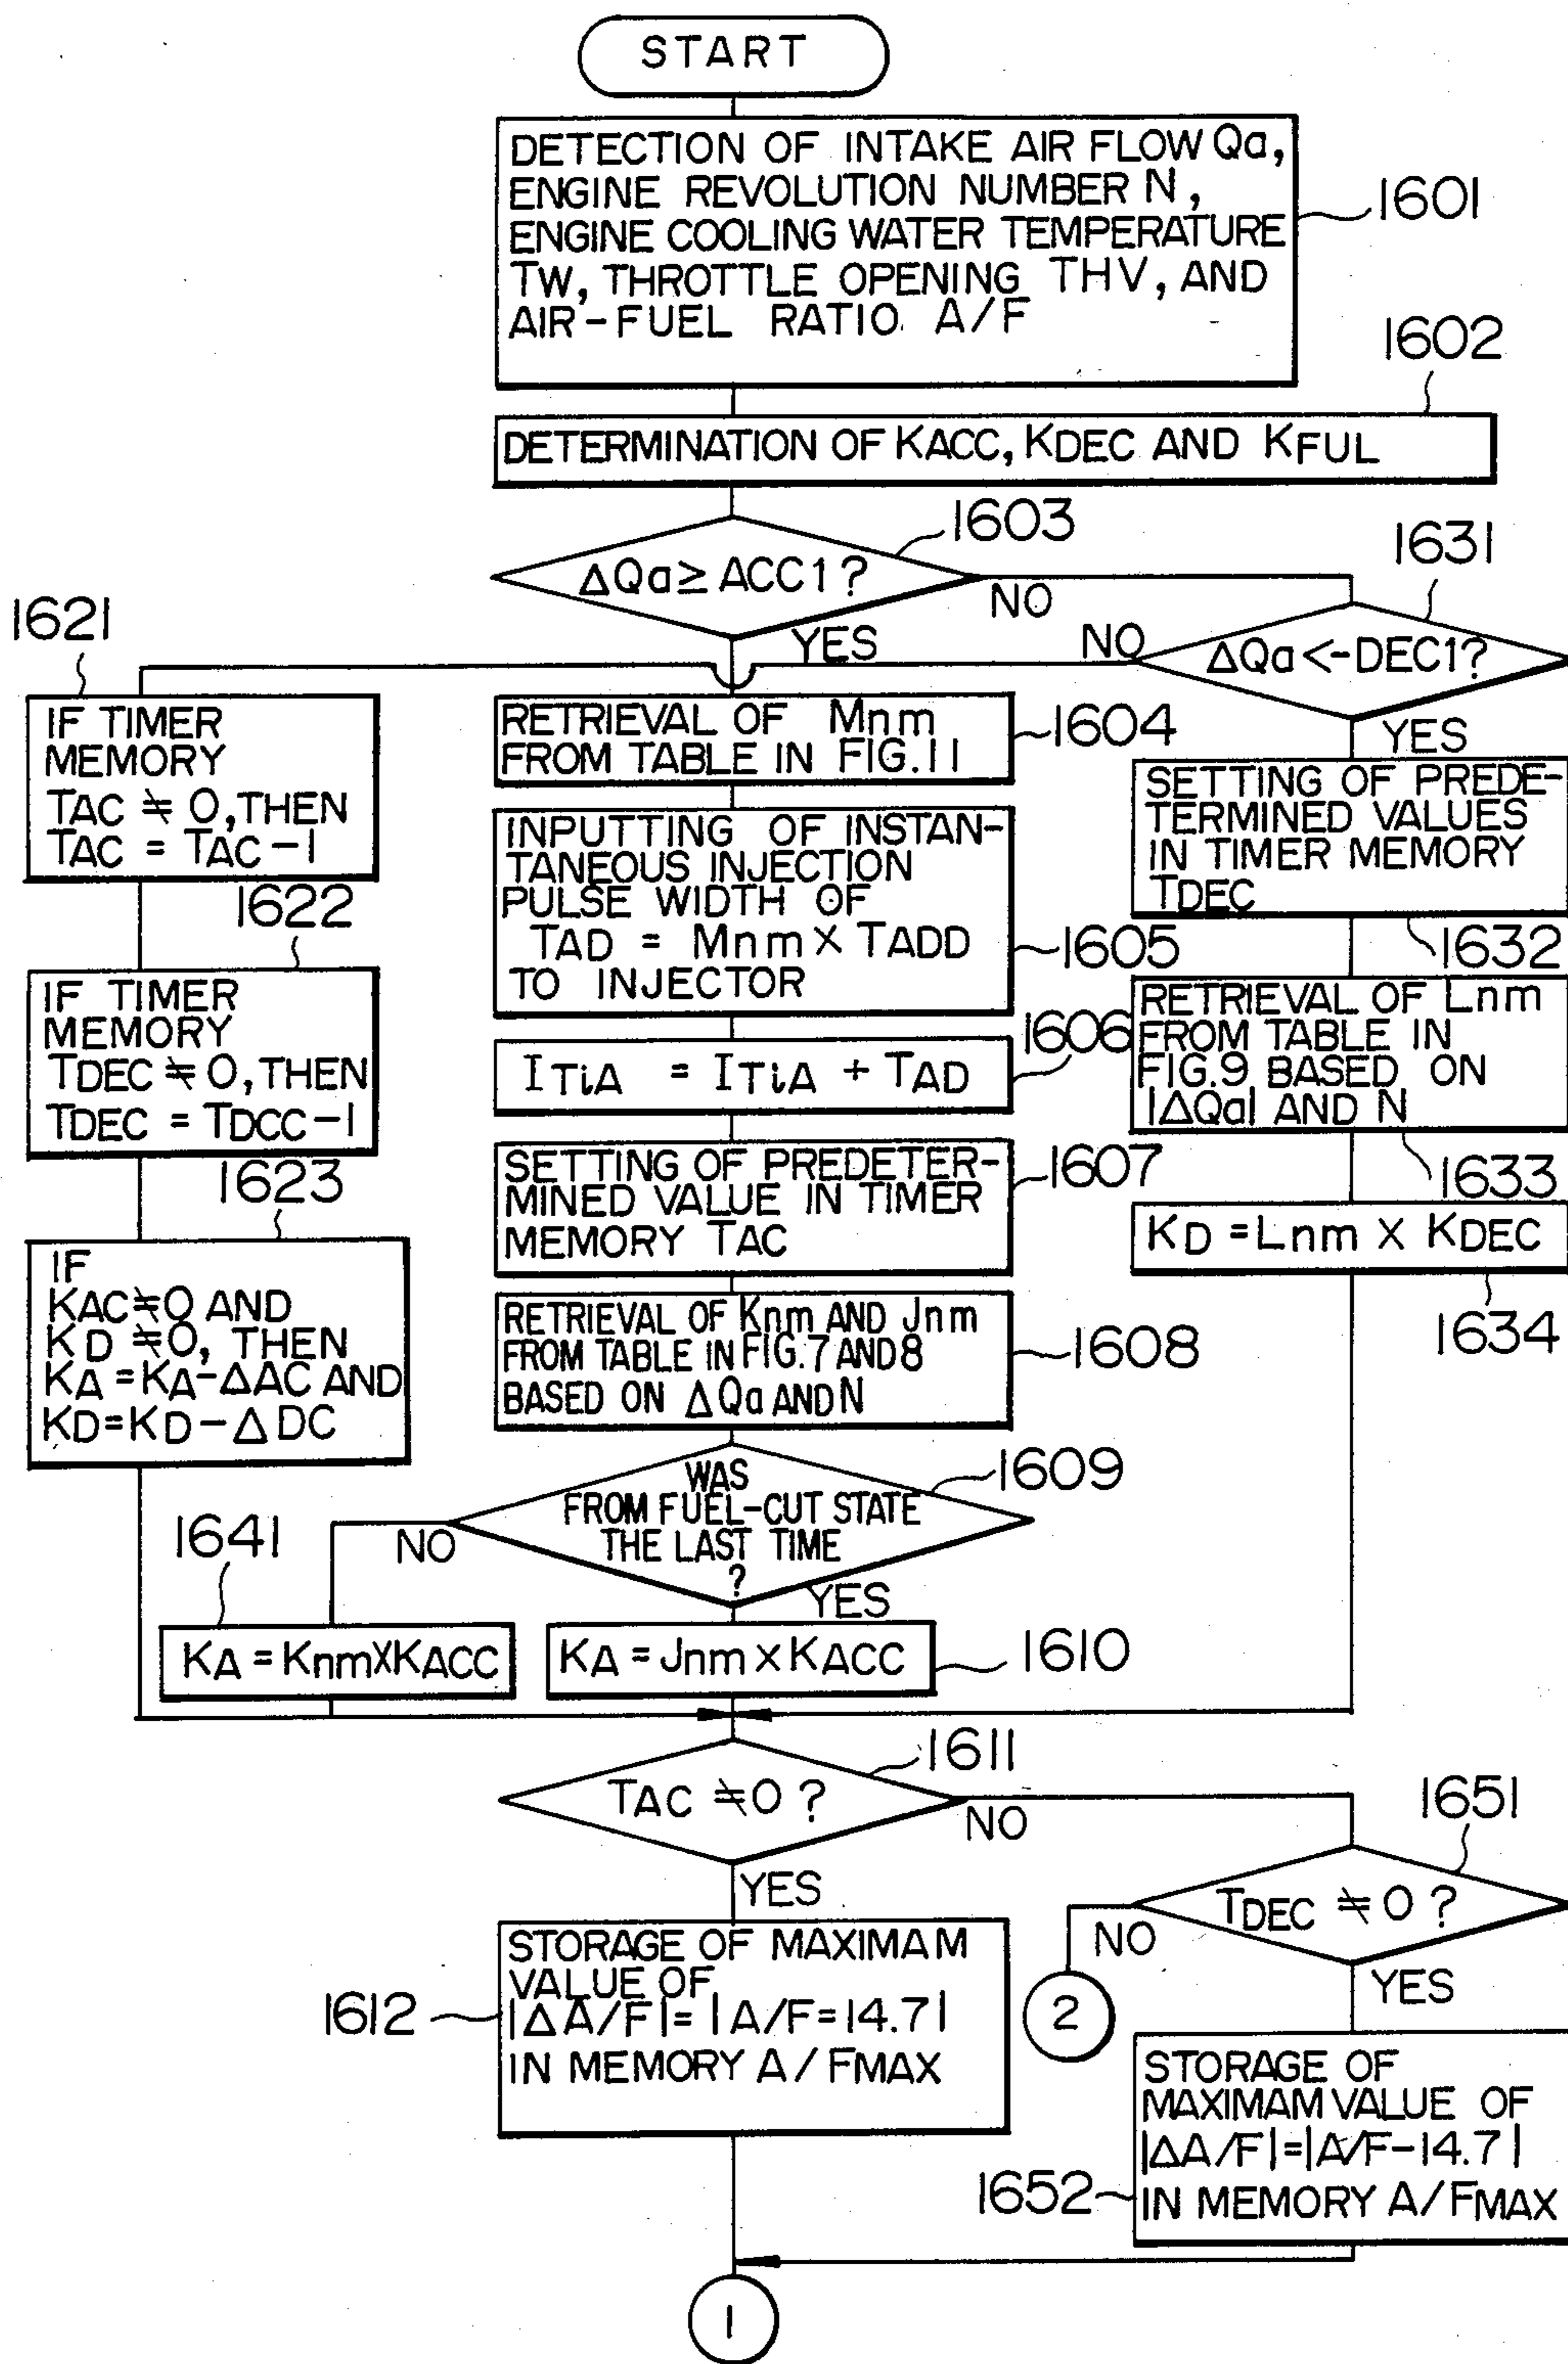 START
DETECTION OF INTAKE AIR FLOW Qa,
ENGINE REVOLUTION NUMBER N,
ENGINE COOLING WATER TEMPERATURE
TW, THROTTLE OPENING THV, AND
AIR-FUEL RATIO A/F
1601
1602
DETERMINATION OF KACC, KDEC AND KFUL
1603
ΔQa ≥ ACC1?
NO
YES
1631
ΔQa <-DEC1?
NO
YES
1621
IF TIMER
MEMORY
TAC ≒ 0, THEN
TAC = TAC -1
1622
IF TIMER
MEMORY
TDEC ≒ 0, THEN
TDEC = TDCC-1
1623
IF
KAC≒0 AND
KD ≒0, THEN
KA =KA-ΔAC AND
KD=KD-ΔDC
RETRIEVAL OF Mnm
FROM TABLE IN FIG.11
1604
INPUTTING OF INSTAN-
TANEOUS INJECTION
PULSE WIDTH OF
TAD = Mnm X TADD
TO INJECTOR
1605
1606
ITiA = ITiA + TAD
SETTING OF PREDETER-
MINED VALUE IN TIMER
MEMORY TAC
1607
RETRIEVAL OF Knm AND Jnm
FROM TABLE IN FIG.7 AND 8
BASED ON ΔQa AND N
1608
SETTING OF PREDE-
TERMINED VALUES
IN TIMER MEMORY
TDEC
1632
RETRIEVAL OF Lnm
FROM TABLE IN
FIG.9 BASED ON
|ΔQa| AND N
1633
KD = Lnm X KDEC
1634
WAS
FROM FUEL-CUT STATE
THE LAST TIME
?
1609
NO
YES
1641
KA = KnmXKACC
KA = Jnm x KACC
1610
1611
TAC ≒0 ?
NO
YES
1651
TDEC ≒ 0 ?
NO
YES
2
1612
STORAGE OF MAXIMAM
VALUE OF
|ΔA/F|= |A/F=14.7|
IN MEMORY A/FMAX
STORAGE OF
MAXIMAM VALUE OF
|ΔA/F|=|A/F-14.7|
IN MEMORY A/FMAX
1652
1